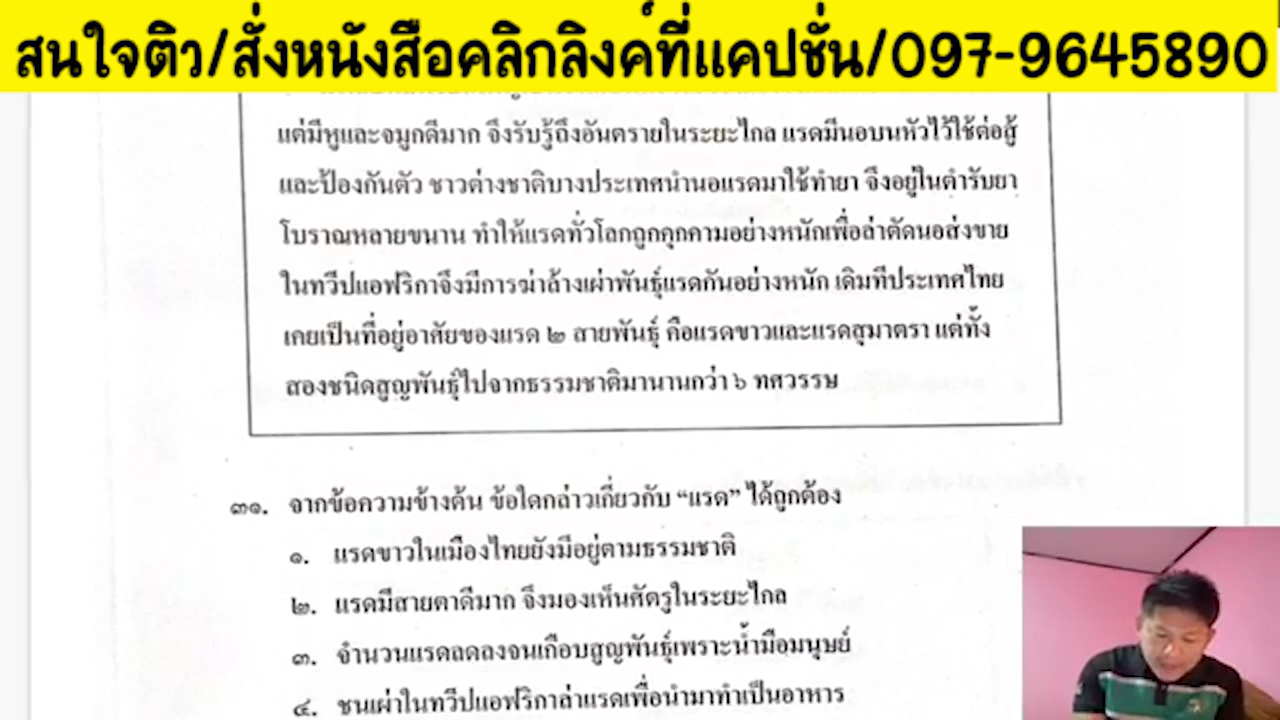 สนใจติว/สั่งหนังสือคลิกลิงค์ที่แคปชั่น/097-9645890
แต่มีหูและจมูกดีมาก จึงรับรู้ถึงอันตรายในระยะไกล แรดมีนอบนหัวไว้ใช้ต่อสู้
และป้องกันตัว ชาวต่างชาติบางประเทศนำนอแรดมาใช้ทำยา จึงอยู่ในตำรับยา
โบราณหลายขนาน ทำให้แรดทั่วโลกถูกคุกคามอย่างหนักเพื่อล่าตัดนอส่งขาย
ในทวีปแอฟริกาจึงมีการฆ่าล้างเผ่าพันธุ์แรดกันอย่างหนัก เดิมทีประเทศไทย
เคยเป็นที่อยู่อาศัยของแรด ๒ สายพันธุ์ คือแรดขาวและแรดสุมาตรา แต่ทั้ง
สองชนิดสูญพันธุ์ไปจากธรรมชาติมานานกว่า ๖ ทศวรรษ
๓๑. จากข้อความข้างต้น ข้อใดกล่าวเกี่ยวกับ “แรด” ได้ถูกต้อง
๑. แรดขาวในเมืองไทยยังมีอยู่ตามธรรมชาติ
๒. แรดมีสายตาดีมาก จึงมองเห็นศัตรูในระยะไกล
๓. จำนวนแรดลดลงจนเกือบสูญพันธุ์เพราะน้ำมือมนุษย์
๔. ชนเผ่าในทวีปแอฟริกาล่าแรดเพื่อนำมาทำเป็นอาหาร